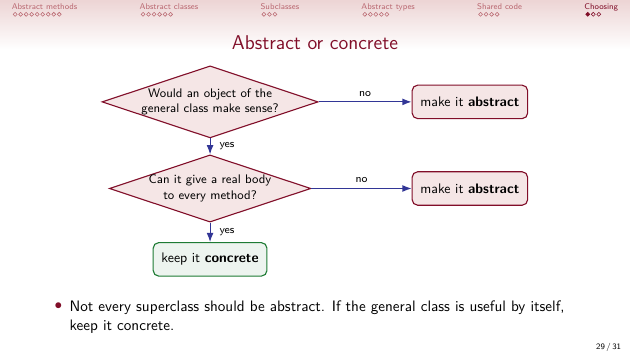 Abstract methods
Abstract classes
Subclasses
Abstract types
Shared code
Choosing
Abstract or concrete
Would an object of the
general class make sense?
no
make it abstract
yes
Can it give a real body
to every method?
no
make it abstract
yes
keep it concrete
• Not every superclass should be abstract. If the general class is useful by itself,
keep it concrete.
29 / 31